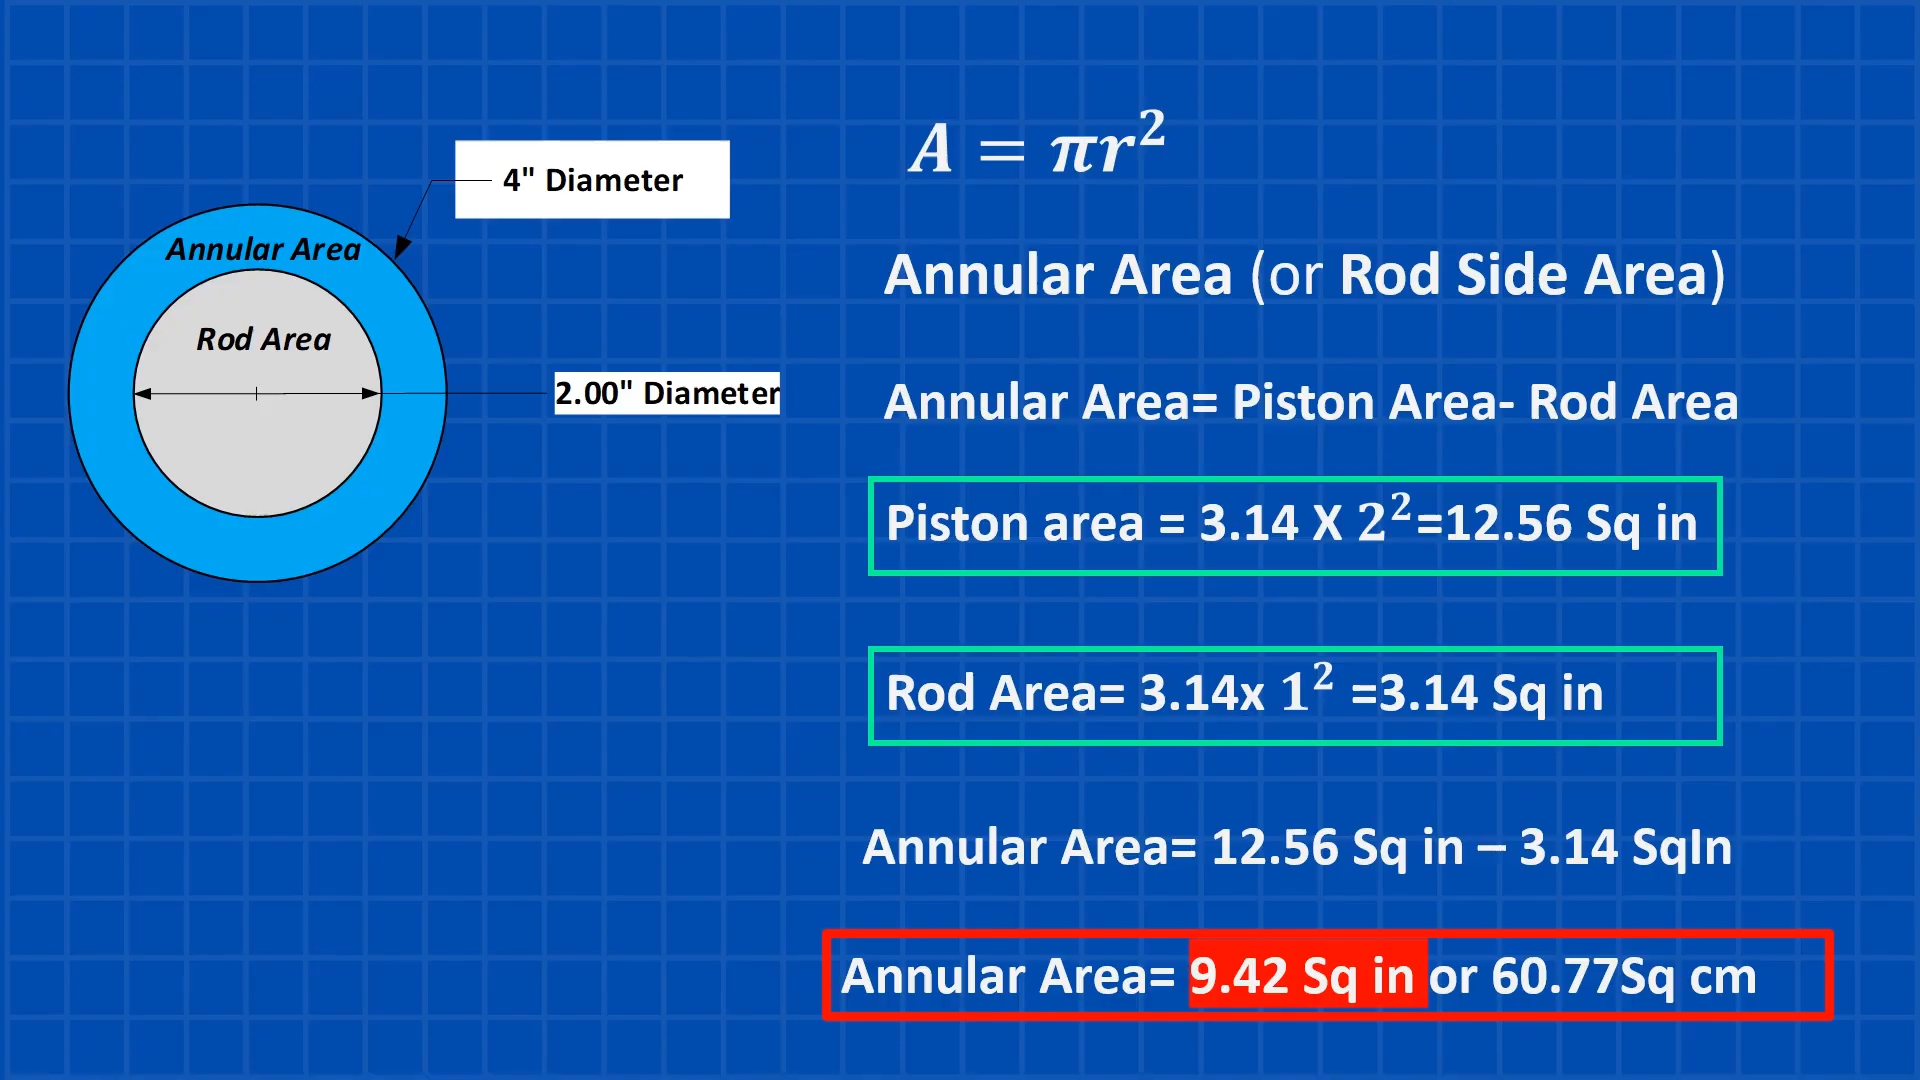 4" Diameter
Annular Area
Rod Area
2.00" Diameter
A = πr²
Annular Area (or Rod Side Area)
Annular Area= Piston Area- Rod Area
Piston area = 3.14 X 2²=12.56 Sq in
Rod Area= 3.14x 1² =3.14 Sq in
Annular Area= 12.56 Sq in – 3.14 SqIn
Annular Area= 9.42 Sq in or 60.77Sq cm